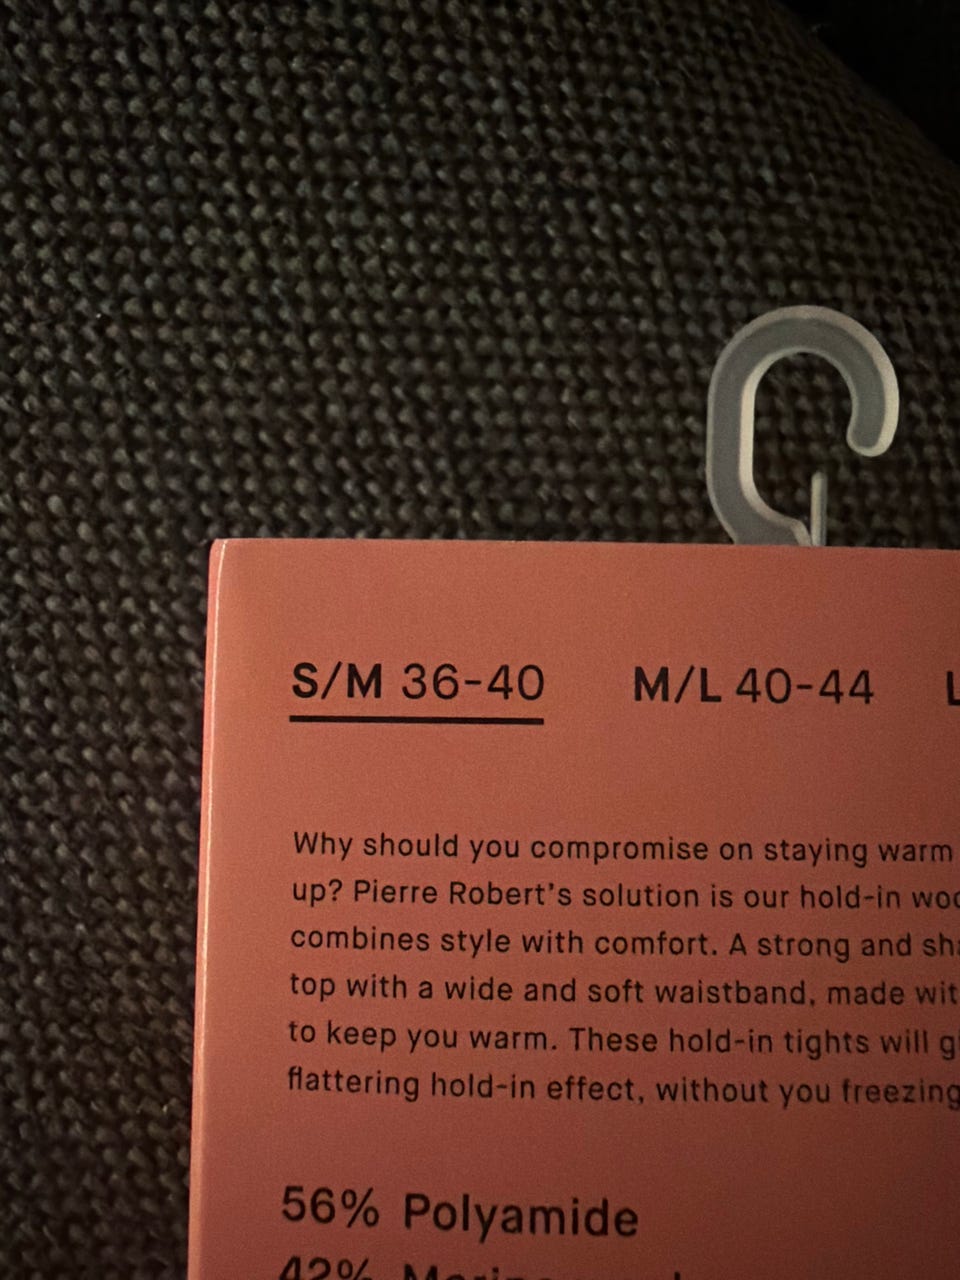 S/M 36-40 M/L 40-44
Why should you compromise on staying warm
up? Pierre Robert's solution is our hold-in
combines style with comfort. A strong and
top with a wide and soft waistband, made
to keep you warm. These hold-in tights will
flattering hold-in effect, without you freezing
56% Polyamide
42%